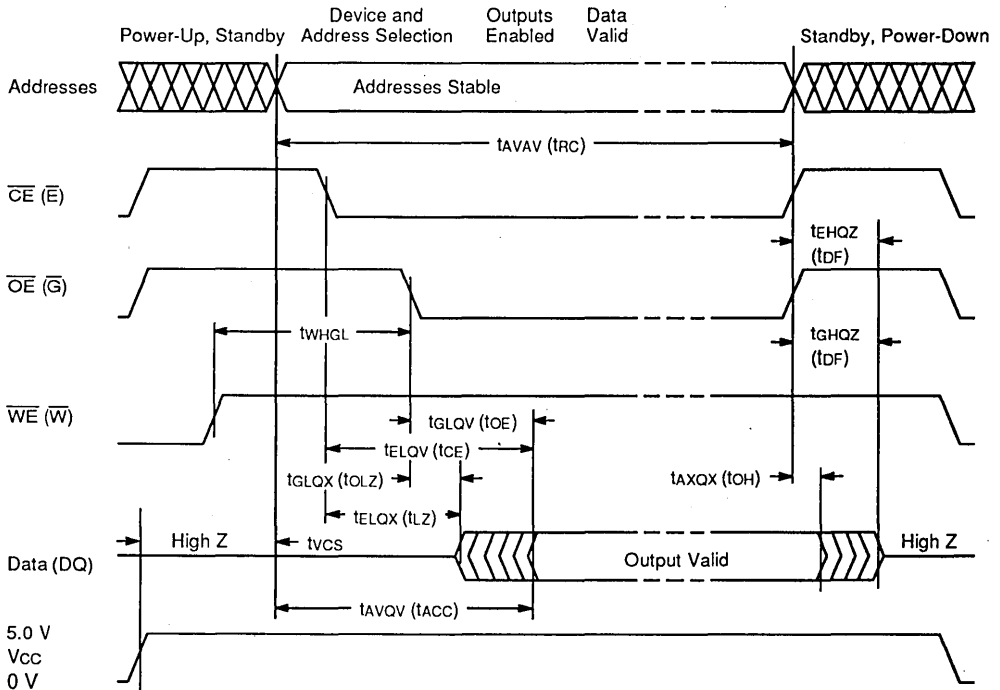 Power-Up, Standby
Device and
Address Selection
Outputs
Enabled
Data
Valid
Standby, Power-Down
Addresses
Addresses Stable
tAVAV (tRC)
CE (E)
tEHQZ
(tDF)
OE (G)
tWHGL
tGHQZ
(tDF)
WE (W)
tGLQV (tOE)
tELQV (tCE)
tGLQX (tOLZ)
tAXQX (tOH)
tELQX (tLZ)
High Z
tVCS
Data (DQ)
Output Valid
High Z
tAVQV (tACC)
5.0 V
VCC
0 V